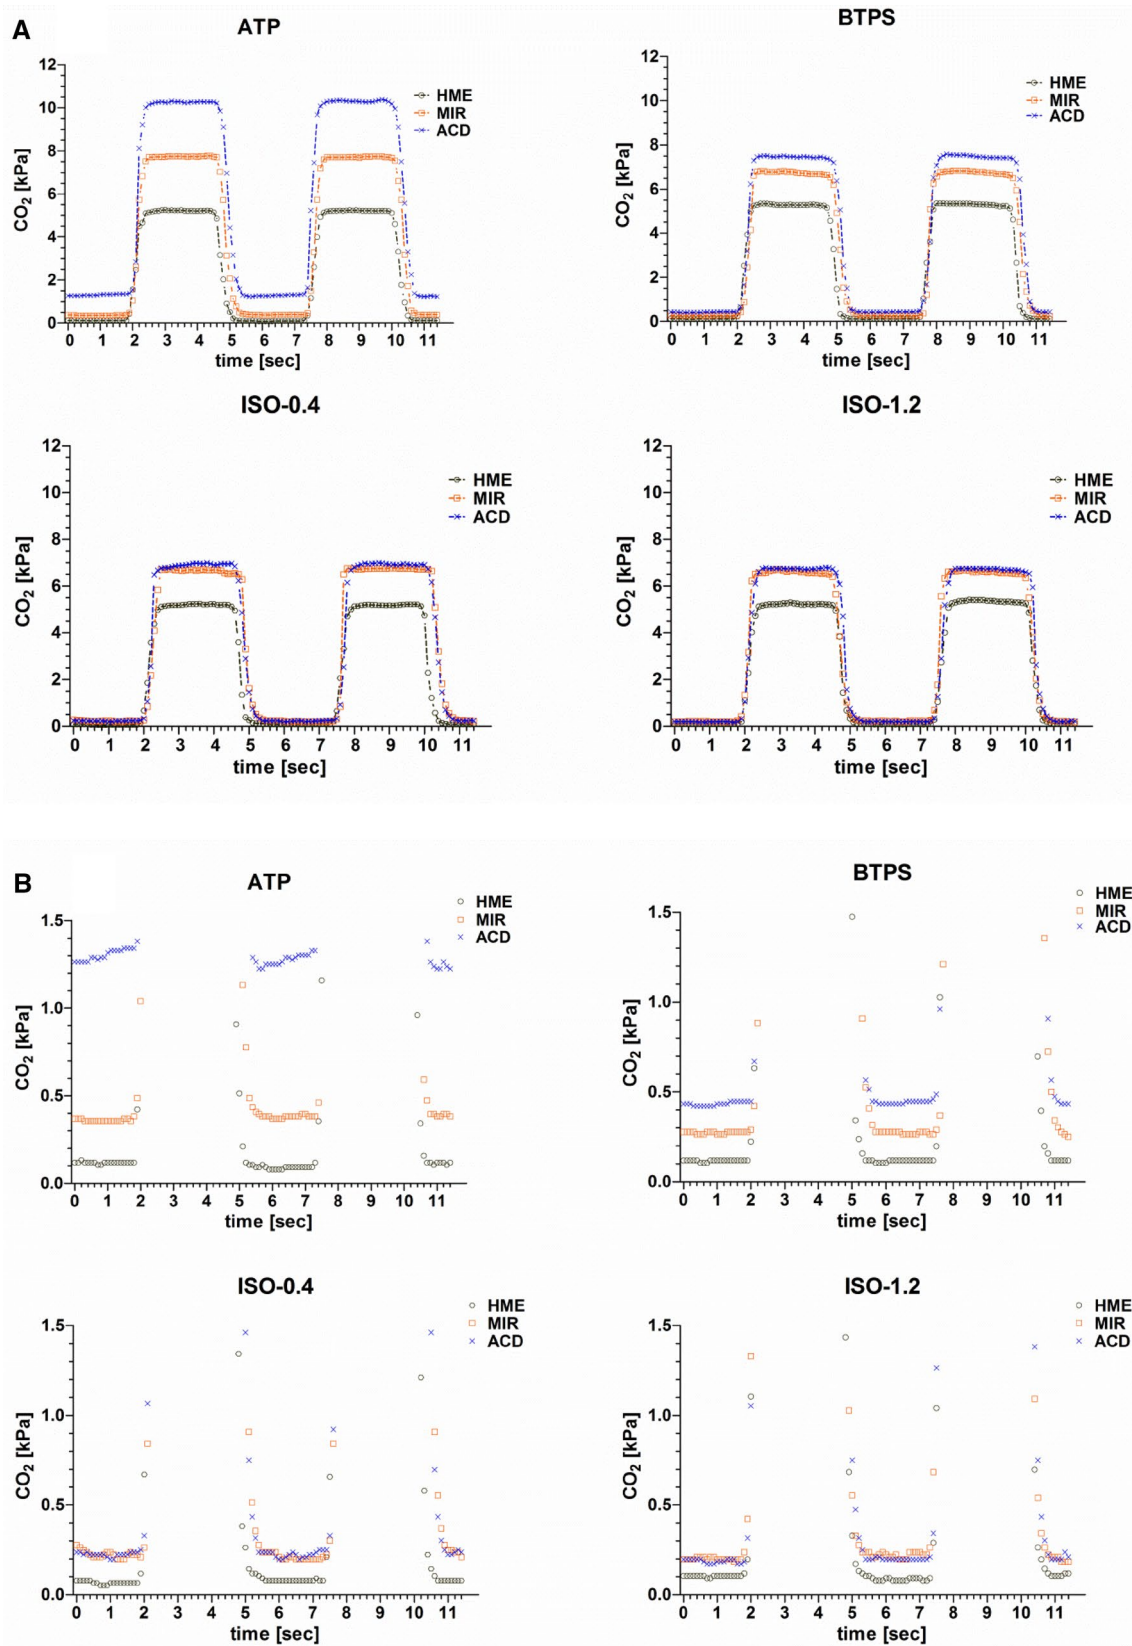 A
ATP
BTPS
12
10
8
6
4
2
0
CO2 [kPa]
HME
MIR
ACD
0 1 2 3 4 5 6 7 8 9 10 11
time [sec]
12
10
8
6
4
2
0
CO2 [kPa]
HME
MIR
ACD
0 1 2 3 4 5 6 7 8 9 10 11
time [sec]
ISO-0.4
ISO-1.2
12
10
8
6
4
2
0
CO2 [kPa]
HME
MIR
ACD
0 1 2 3 4 5 6 7 8 9 10 11
time [sec]
12
10
8
6
4
2
0
CO2 [kPa]
HME
MIR
ACD
0 1 2 3 4 5 6 7 8 9 10 11
time [sec]
B
ATP
BTPS
1.5
1.0
0.5
0.0
CO2 [kPa]
HME
MIR
ACD
0 1 2 3 4 5 6 7 8 9 10 11
time [sec]
1.5
1.0
0.5
0.0
CO2 [kPa]
HME
MIR
ACD
0 1 2 3 4 5 6 7 8 9 10 11
time [sec]
ISO-0.4
ISO-1.2
1.5
1.0
0.5
0.0
CO2 [kPa]
HME
MIR
ACD
0 1 2 3 4 5 6 7 8 9 10 11
time [sec]
1.5
1.0
0.5
0.0
CO2 [kPa]
HME
MIR
ACD
0 1 2 3 4 5 6 7 8 9 10 11
time [sec]